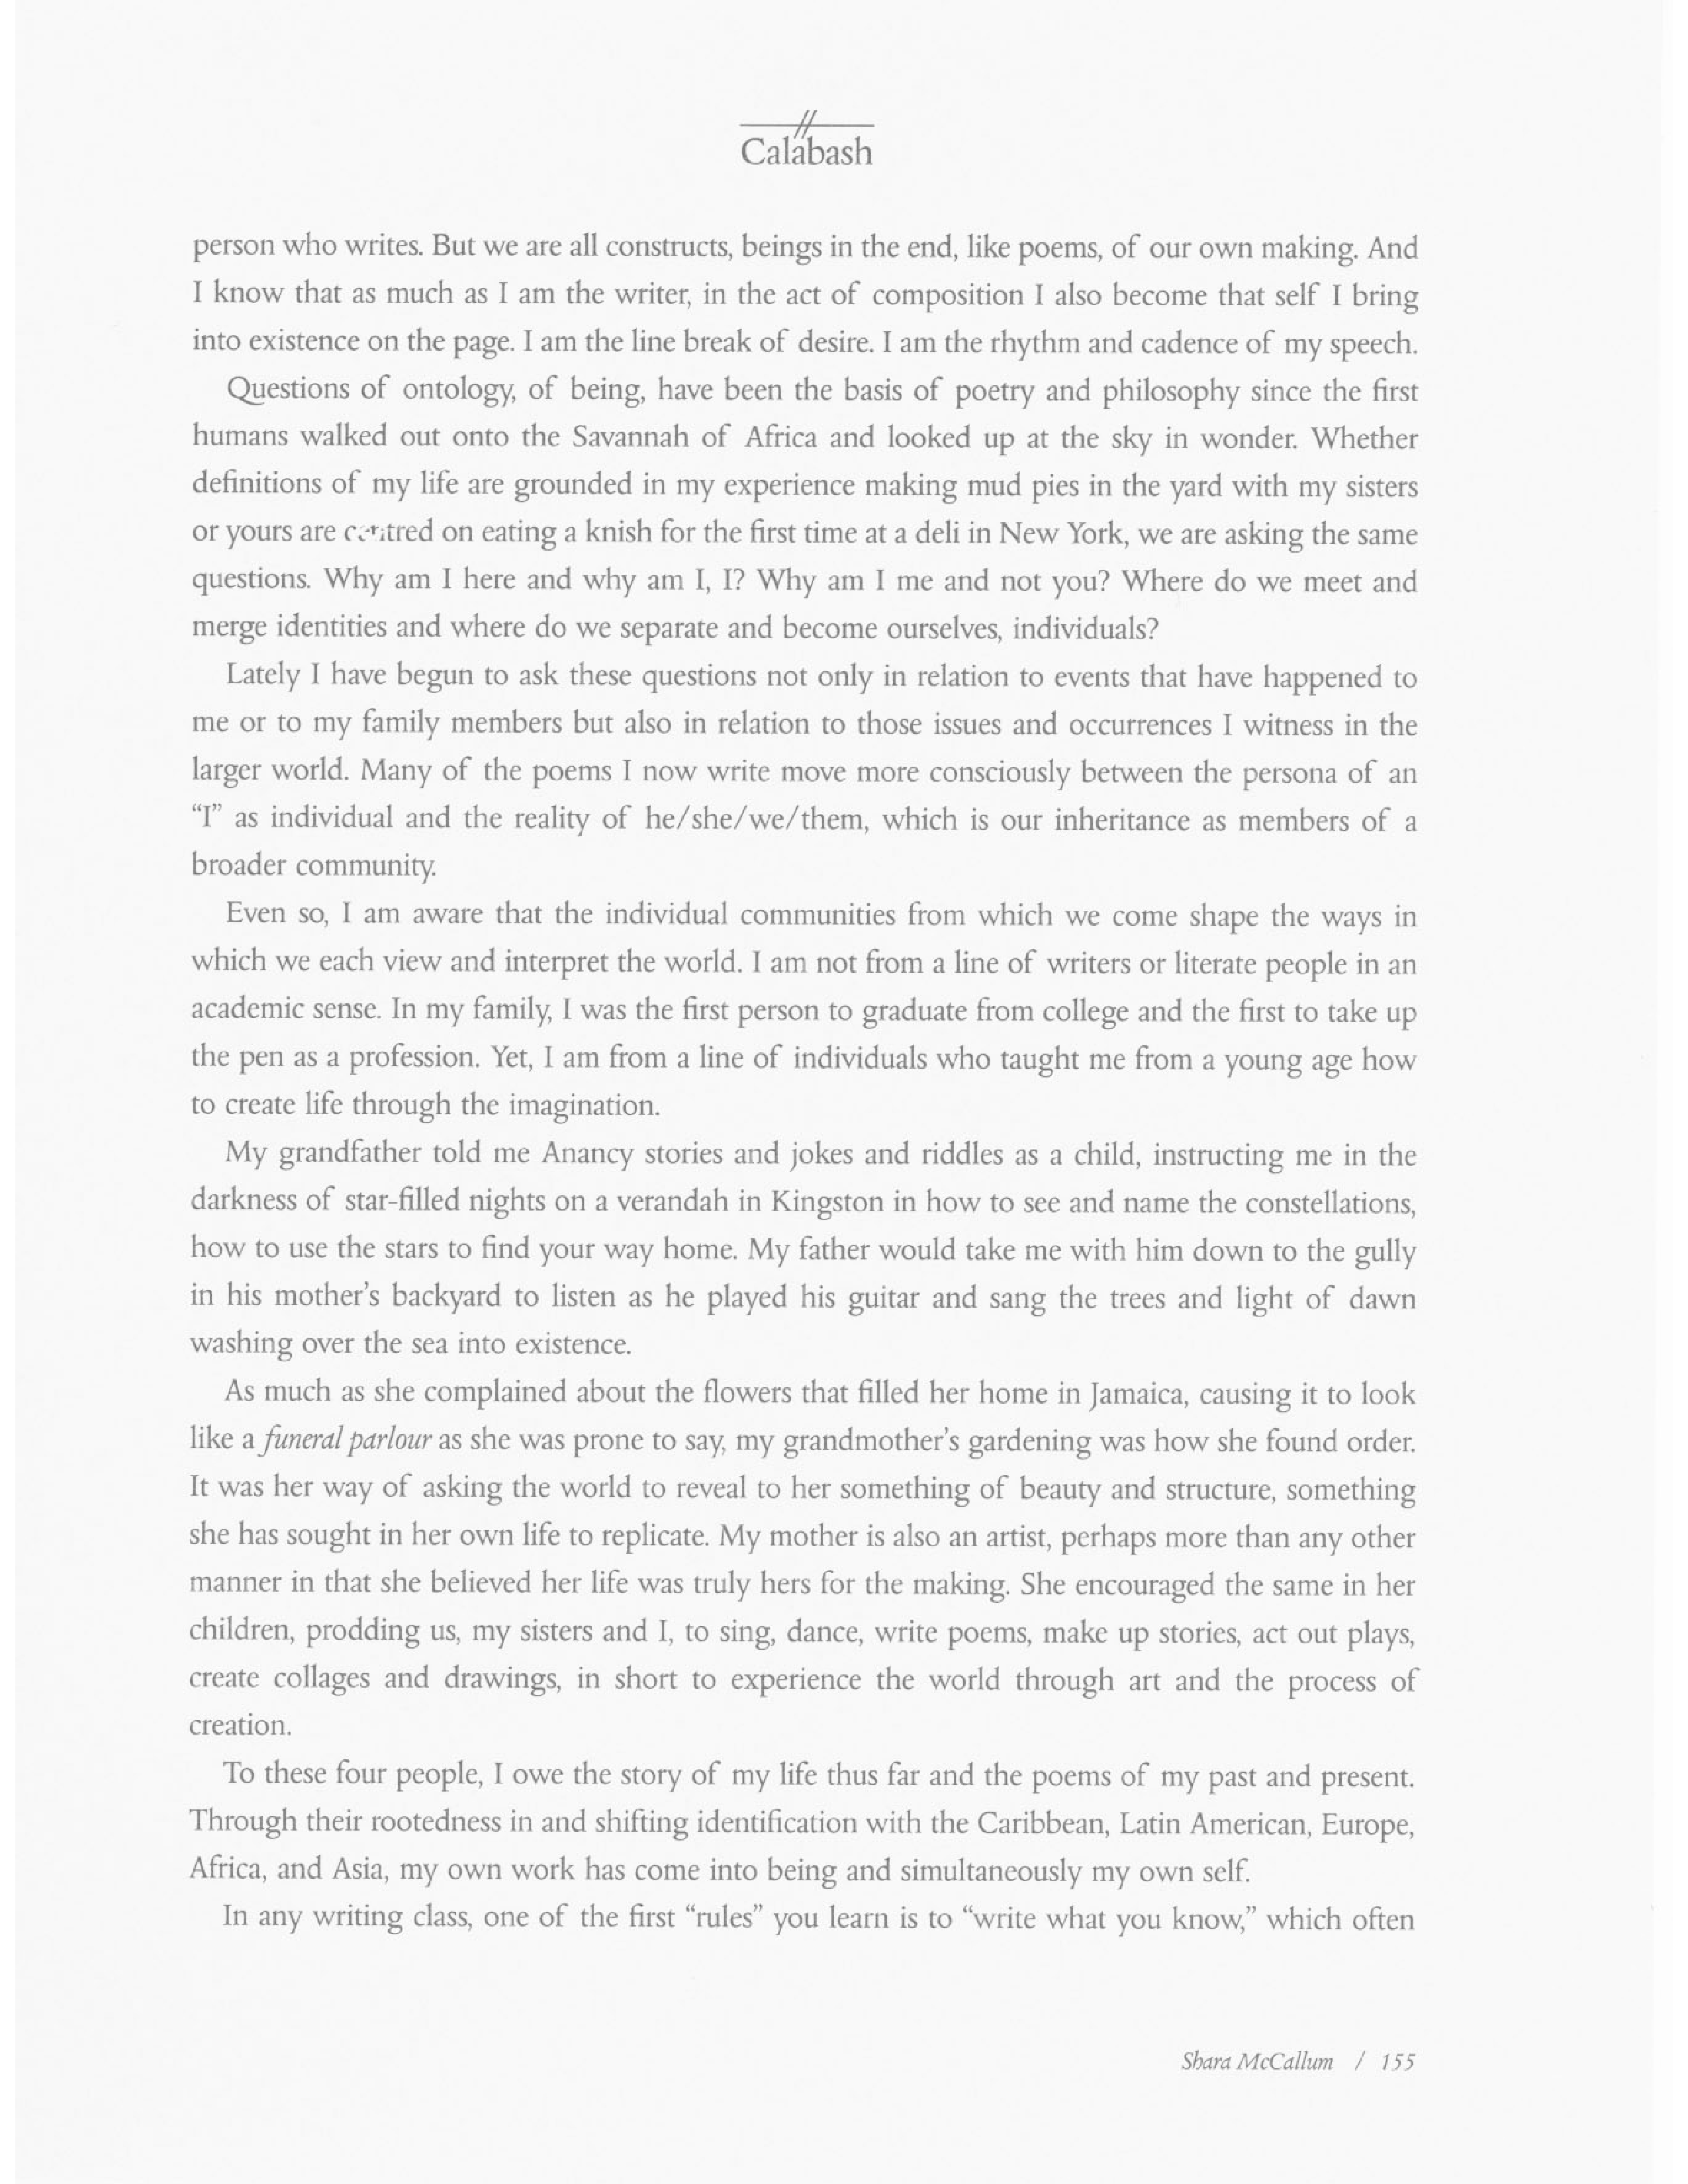 Calabash
person who writes. But we are all constructs, beings in the end, like poems, of our own making. And
I know that as much as I am the writer, in the act of composition I also become that self I bring
into existence on the page. I am the line break of desire. I am the rhythm and cadence of my speech.
Questions of ontology, of being, have been the basis of poetry and philosophy since the first
humans walked out onto the Savannah of Africa and looked up at the sky in wonder. Whether
definitions of my life are grounded in my experience making mud pies in the yard with my sisters
or yours are centred on eating a knish for the first time at a deli in New York, we are asking the same
questions. Why am I here and why am I, I? Why am I me and not you? Where do we meet and
merge identities and where do we separate and become ourselves, individuals?
Lately I have begun to ask these questions not only in relation to events that have happened to
me or to my family members but also in relation to those issues and occurrences I witness in the
larger world. Many of the poems I now write move more consciously between the persona of an
“I” as individual and the reality of he/she/we/them, which is our inheritance as members of a
broader community.
Even so, I am aware that the individual communities from which we come shape the ways in
which we each view and interpret the world. I am not from a line of writers or literate people in an
academic sense. In my family, I was the first person to graduate from college and the first to take up
the pen as a profession. Yet, I am from a line of individuals who taught me from a young age how
to create life through the imagination.
My grandfather told me Anancy stories and jokes and riddles as a child, instructing me in the
darkness of star-filled nights on a verandah in Kingston in how to see and name the constellations,
how to use the stars to find your way home. My father would take me with him down to the gully
in his mother’s backyard to listen as he played his guitar and sang the trees and light of dawn
washing over the sea into existence.
As much as she complained about the flowers that filled her home in Jamaica, causing it to look
like a funeral parlour as she was prone to say, my grandmother’s gardening was how she found order.
It was her way of asking the world to reveal to her something of beauty and structure, something
she has sought in her own life to replicate. My mother is also an artist, perhaps more than any other
manner in that she believed her life was truly hers for the making. She encouraged the same in her
children, prodding us, my sisters and I, to sing, dance, write poems, make up stories, act out plays,
create collages and drawings, in short to experience the world through art and the process of
creation.
To these four people, I owe the story of my life thus far and the poems of my past and present.
Through their rootedness in and shifting identification with the Caribbean, Latin American, Europe,
Africa, and Asia, my own work has come into being and simultaneously my own self.
In any writing class, one of the first “rules” you learn is to “write what you know,” which often
Shara McCallum / 155